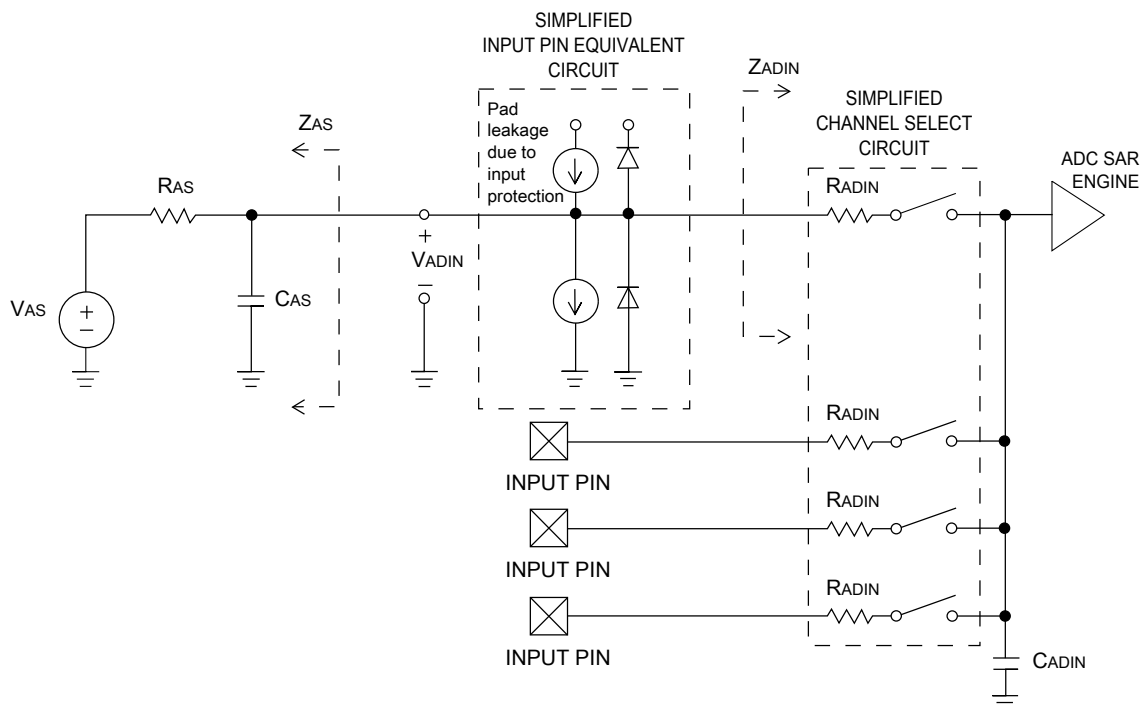 SIMPLIFIED
INPUT PIN EQUIVALENT
CIRCUIT
Pad
leakage
due to
input
protection
ZAS
ZADIN
SIMPLIFIED
CHANNEL SELECT
CIRCUIT
ADC SAR
ENGINE
RAS
RADIN
+
VADIN
–
CAS
VAS
+
–
RADIN
INPUT PIN
RADIN
INPUT PIN
RADIN
INPUT PIN
CADIN